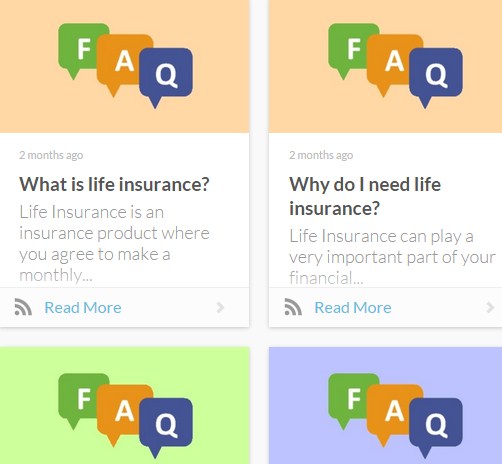 F A Q
2 months ago
What is life insurance?
Life Insurance is an
insurance product where
you agree to make a
monthly...
Read More
F A Q
2 months ago
Why do I need life
insurance?
Life Insurance can play a
very important part of your
financial...
Read More
F A Q
F A Q